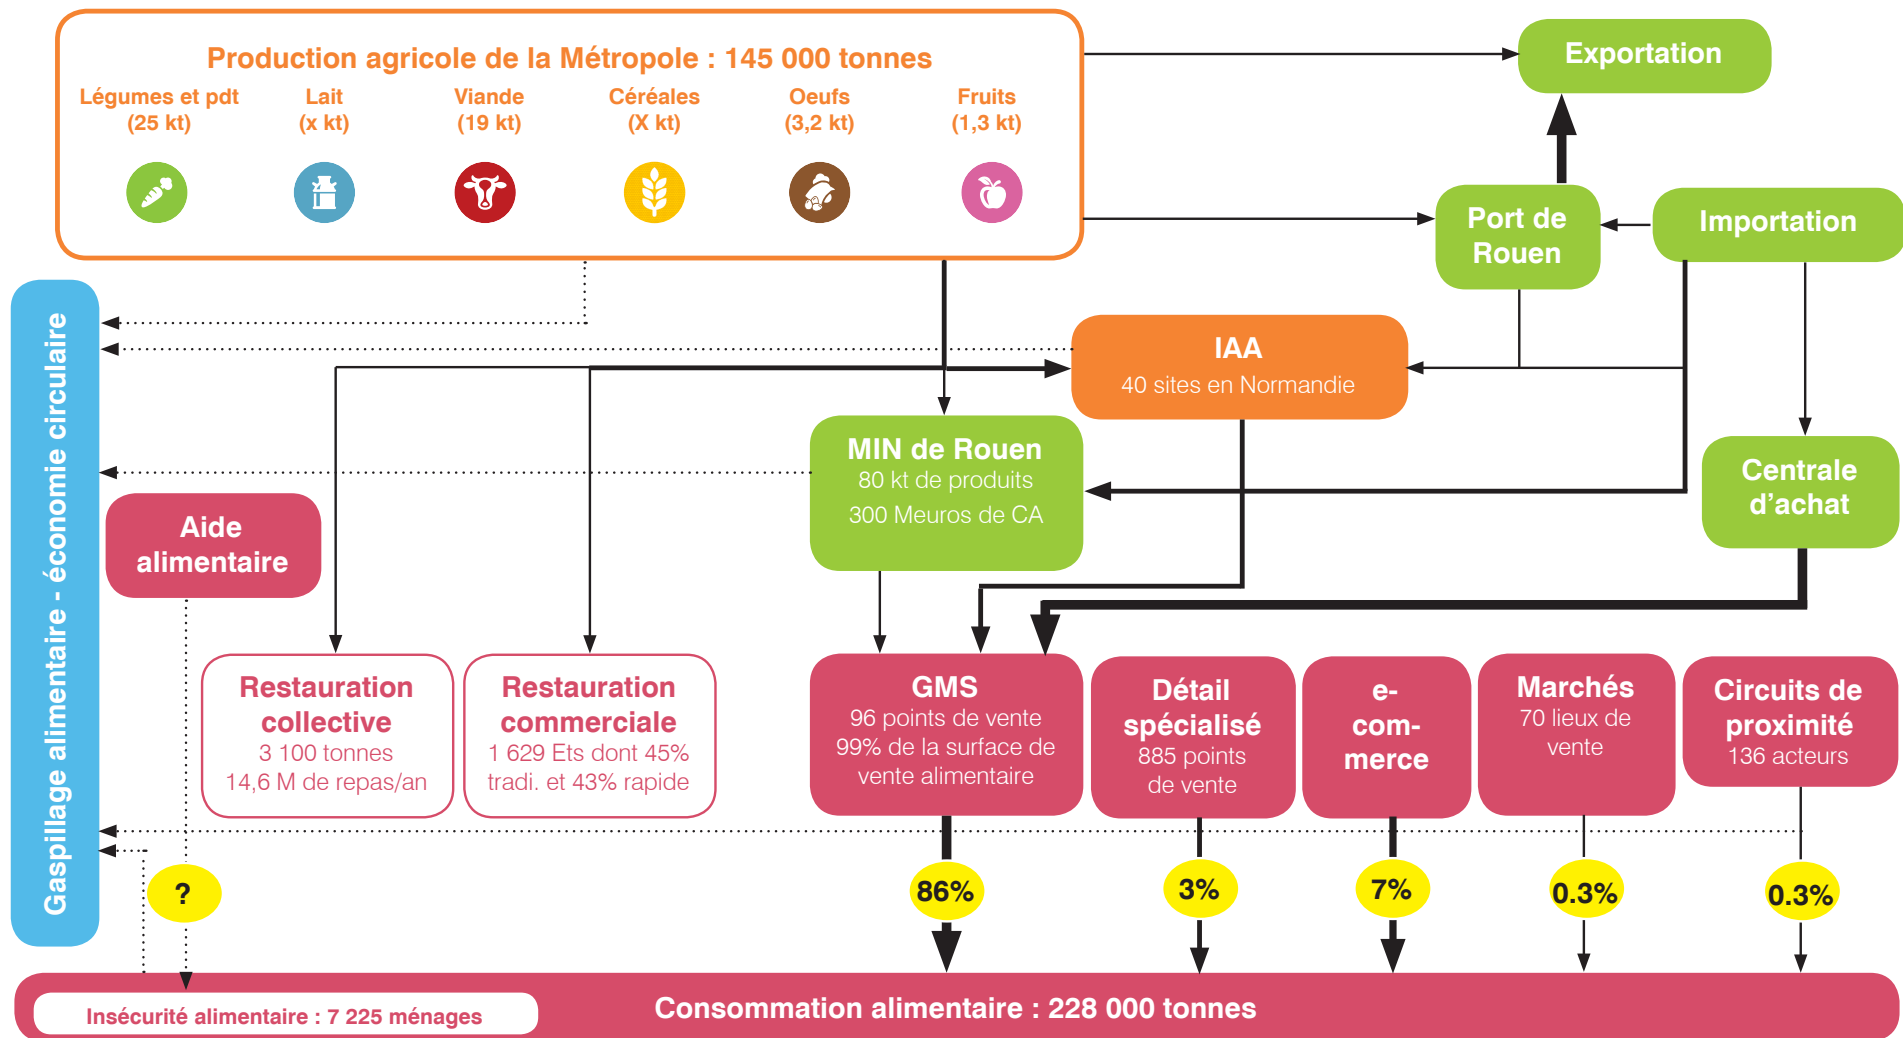 Production agricole de la Métropole : 145 000 tonnes
Légumes et pdt
(25 kt)
Lait
(x kt)
Viande
(19 kt)
Céréales
(X kt)
Oeufs
(3,2 kt)
Fruits
(1,3 kt)
Exportation
Port de
Rouen
Importation
Gaspillage alimentaire - économie circulaire
IAA
40 sites en Normandie
MIN de Rouen
80 kt de produits
300 Meuros de CA
Centrale
d'achat
Aide
alimentaire
Restauration
collective
3 100 tonnes
14,6 M de repas/an
Restauration
commerciale
1 629 Ets dont 45%
tradi. et 43% rapide
GMS
96 points de vente
99% de la surface de
vente alimentaire
Détail
spécialisé
885 points
de vente
e-
com-
merce
Marchés
70 lieux de
vente
Circuits de
proximité
136 acteurs
?
86%
3%
7%
0.3%
0.3%
Insécurité alimentaire : 7 225 ménages
Consommation alimentaire : 228 000 tonnes